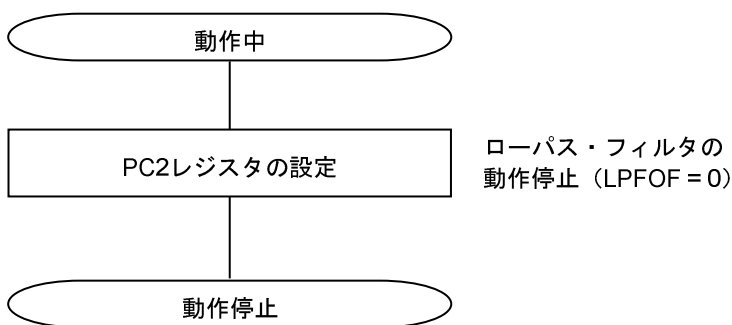 動作中
PC2レジスタの設定
ローパス・フィルタの
動作停止（LPFOF = 0）
動作停止